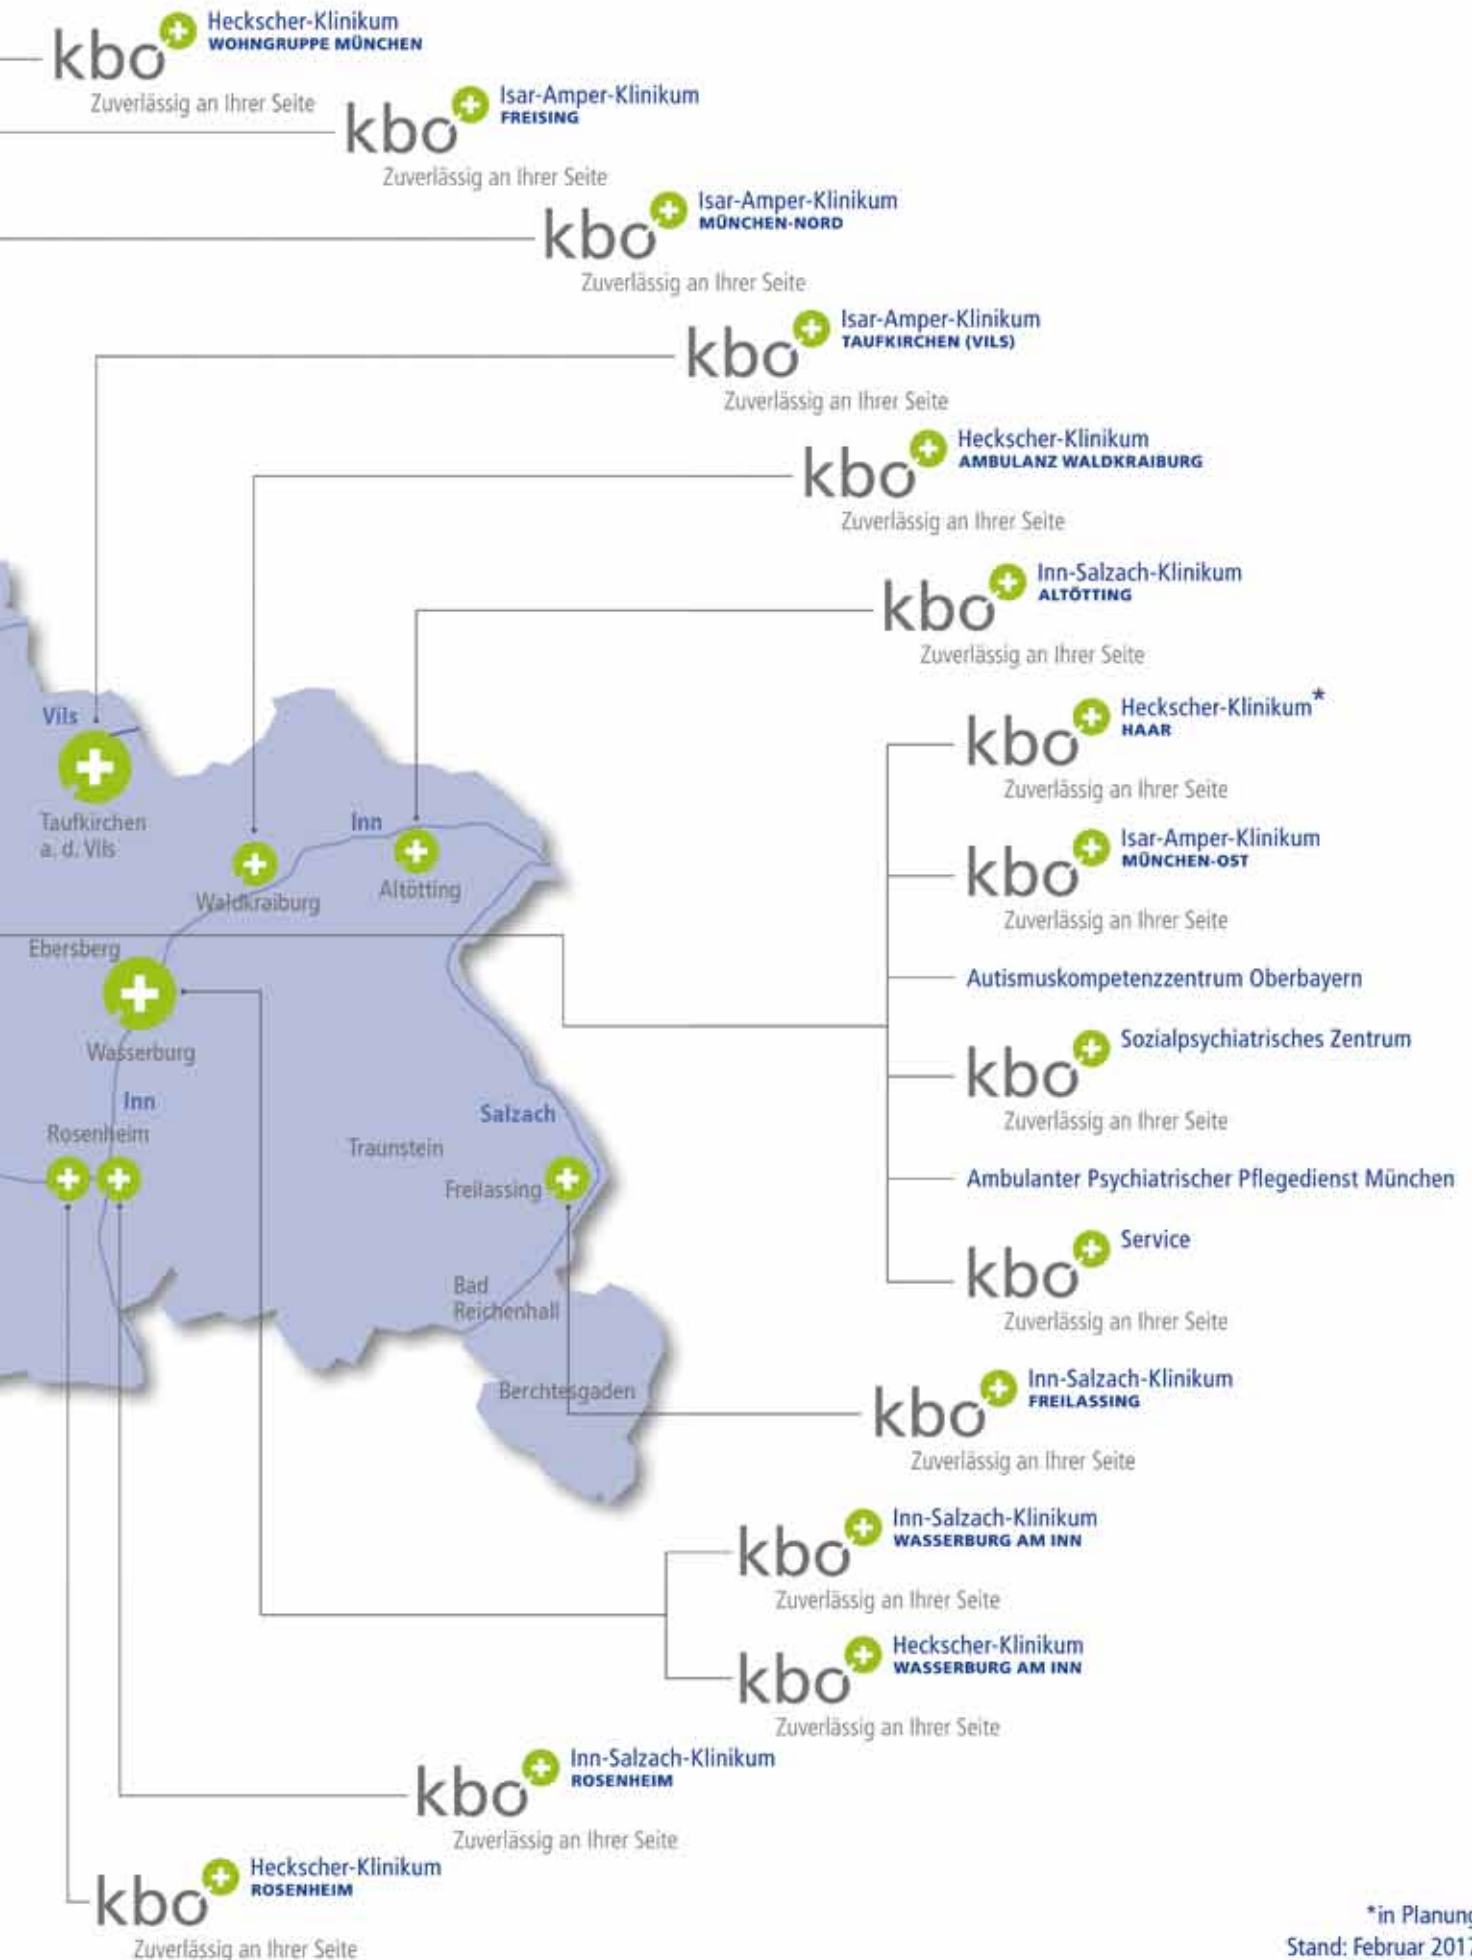 kbo
Heckscher-Klinikum
WOHNGRUPPE MÜNCHEN
Zuverlässig an Ihrer Seite
kbo
Isar-Amper-Klinikum
FREISING
Zuverlässig an Ihrer Seite
kbo
Isar-Amper-Klinikum
MÜNCHEN-NORD
Zuverlässig an Ihrer Seite
kbo
Isar-Amper-Klinikum
TAUFKIRCHEN (VILS)
Zuverlässig an Ihrer Seite
kbo
Heckscher-Klinikum
AMBULANZ WALDKRAIBURG
Zuverlässig an Ihrer Seite
kbo
Inn-Salzach-Klinikum
ALTÖTTING
Zuverlässig an Ihrer Seite
kbo
Heckscher-Klinikum*
HAAR
Zuverlässig an Ihrer Seite
kbo
Isar-Amper-Klinikum
MÜNCHEN-OST
Zuverlässig an Ihrer Seite
Autismuskompetenzzentrum Oberbayern
kbo
Sozialpsychiatrisches Zentrum
Zuverlässig an Ihrer Seite
Ambulanter Psychiatrischer Pflegedienst München
kbo
Service
Zuverlässig an Ihrer Seite
Vils
Taufkirchen
a. d. Vils
Inn
Waldkraiburg
Altötting
Ebersberg
Wasserburg
Inn
Rosenheim
Salzach
Traunstein
Freilassing
Bad
Reichenhall
Berchtesgaden
kbo
Inn-Salzach-Klinikum
FREILASSING
Zuverlässig an Ihrer Seite
kbo
Inn-Salzach-Klinikum
WASSERBURG AM INN
Zuverlässig an Ihrer Seite
kbo
Heckscher-Klinikum
WASSERBURG AM INN
Zuverlässig an Ihrer Seite
kbo
Inn-Salzach-Klinikum
ROSENHEIM
Zuverlässig an Ihrer Seite
kbo
Heckscher-Klinikum
ROSENHEIM
Zuverlässig an Ihrer Seite
*in Planung
Stand: Februar 2017